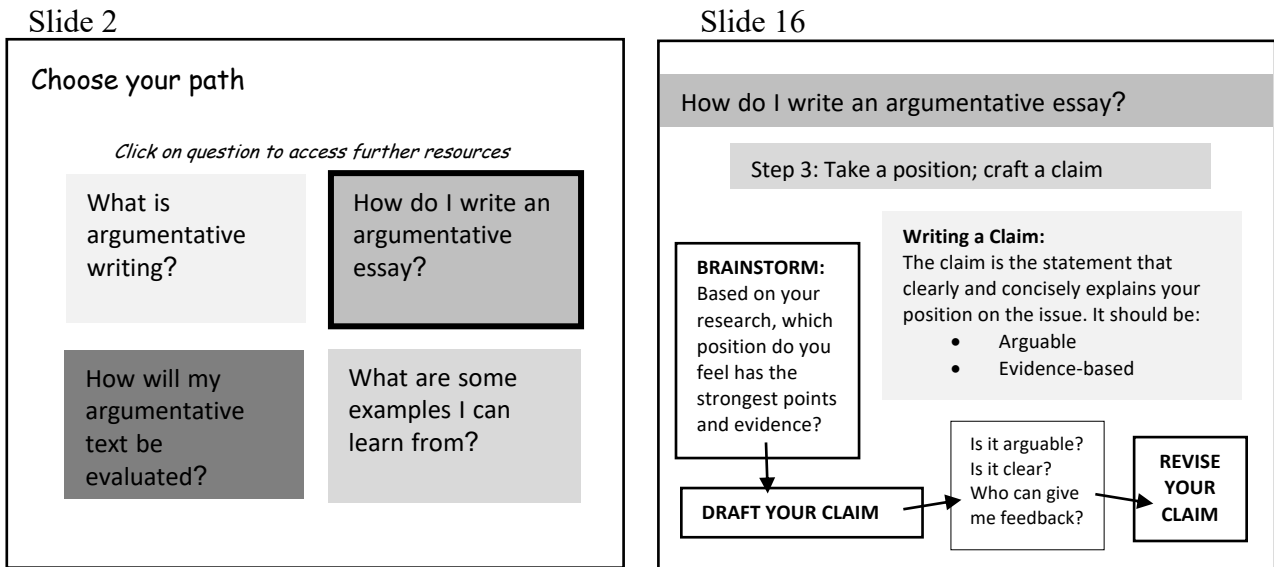 Slide 2
Choose your path
Click on question to access further resources
What is
argumentative
writing?
How do I write an
argumentative
essay?
How will my
argumentative
text be
evaluated?
What are some
examples I can
learn from?
Slide 16
How do I write an argumentative essay?
Step 3: Take a position; craft a claim
BRAINSTORM:
Based on your
research, which
position do you
feel has the
strongest points
and evidence?
Writing a Claim:
The claim is the statement that
clearly and concisely explains your
position on the issue. It should be:
• Arguable
• Evidence-based
DRAFT YOUR CLAIM
Is it arguable?
Is it clear?
Who can give
me feedback?
REVISE
YOUR
CLAIM